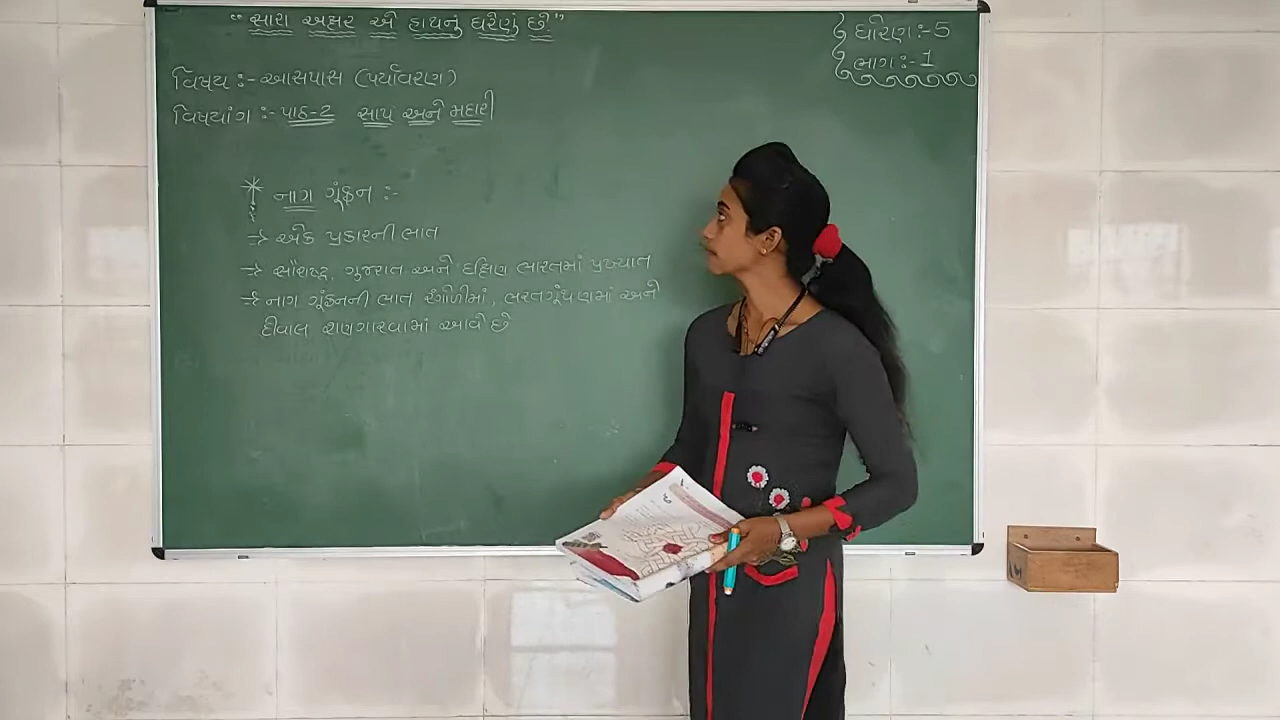 "સારા અક્ષર એ હાથનું ઘરેણું છે."
ધોરણ:-5
ભાગ:-1
વિષય:- આસપાસ (પર્યાવરણ)
વિષયાંગ:- પાઠ-2 સાપ અને મદારી
* નાગ ગૂંફન :-
→ એક પ્રકારની ભાત
→ સૌરાષ્ટ્ર, ગુજરાત અને દક્ષિણ ભારતમાં પ્રખ્યાત
→ નાગ ગૂંફનની ભાત રંગોળીમાં, ભરતગૂંથણમાં અને
દીવાલ શણગારવામાં આવે છે